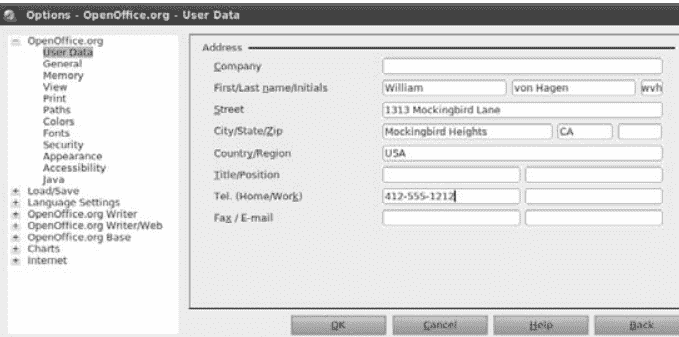 Options - OpenOffice.org - User Data
OpenOffice.org
User Data
General
Memory
View
Print
Paths
Colors
Fonts
Security
Appearance
Accessibility
Java
Load/Save
Language Settings
OpenOffice.org Writer
OpenOffice.org Writer/Web
OpenOffice.org Base
Charts
Internet
Address
Company
First/Last name/Initials William von Hagen wvh
Street 1313 Mockingbird Lane
City/State/Zip Mockingbird Heights CA
Country/Region USA
Title/Position
Tel. (Home/Work) 412-555-1212
Fax / E-mail
OK Cancel Help Back